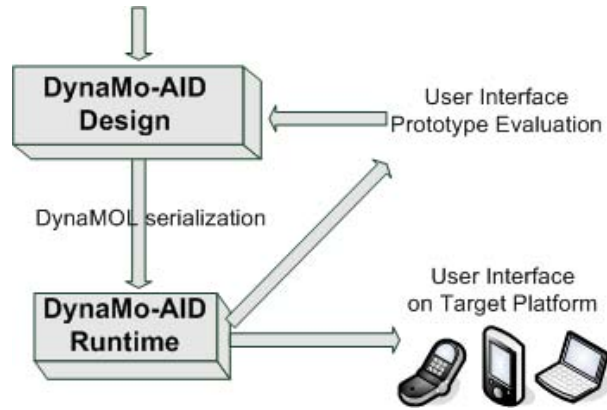 DynaMo-AID
Design
User Interface
Prototype Evaluation
DynaMOL serialization
DynaMo-AID
Runtime
User Interface
on Target Platform